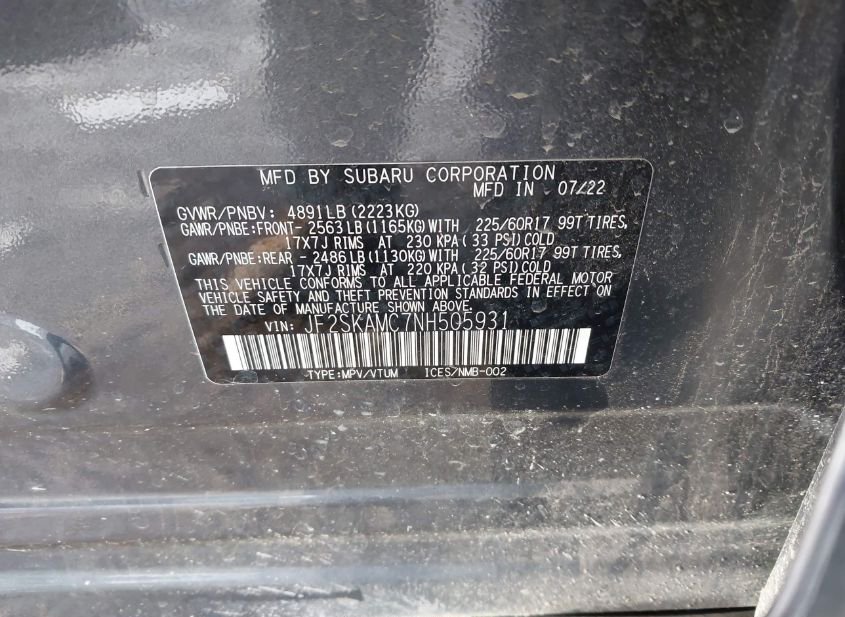 MFD BY SUBARU CORPORATION
MFD IN 07/22
GVWR/PNBV: 4891LB(2223KG)
GAWR/PNBE:FRONT- 2563LB(1165KG)WITH 225/60R17 99T TIRES,
17X7J RIMS AT 230 KPA(33 PSI)COLD
GAWR/PNBE:REAR - 2486LB(1130KG)WITH 225/60R17 99T TIRES,
17X7J RIMS AT 220 KPA(32 PSI)COLD
THIS VEHICLE CONFORMS TO ALL APPLICABLE FEDERAL MOTOR
VEHICLE SAFETY AND THEFT PREVENTION STANDARDS IN EFFECT ON
THE DATE OF MANUFACTURE SHOWN ABOVE.
VIN: JF2SKAMC7NH505931
TYPE:MPV/VTUM ICES/NMB-002